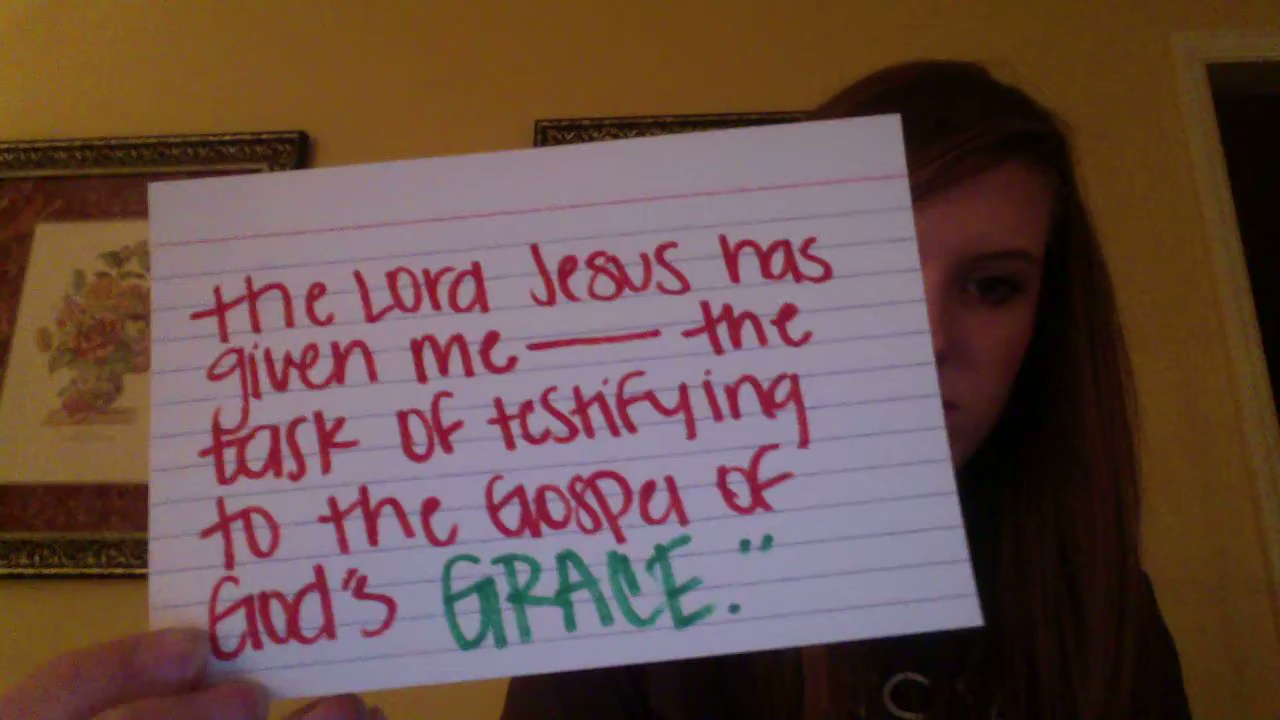 the Lord Jesus has
given me — the
task of testifying
to the Gospel of
God's GRACE."